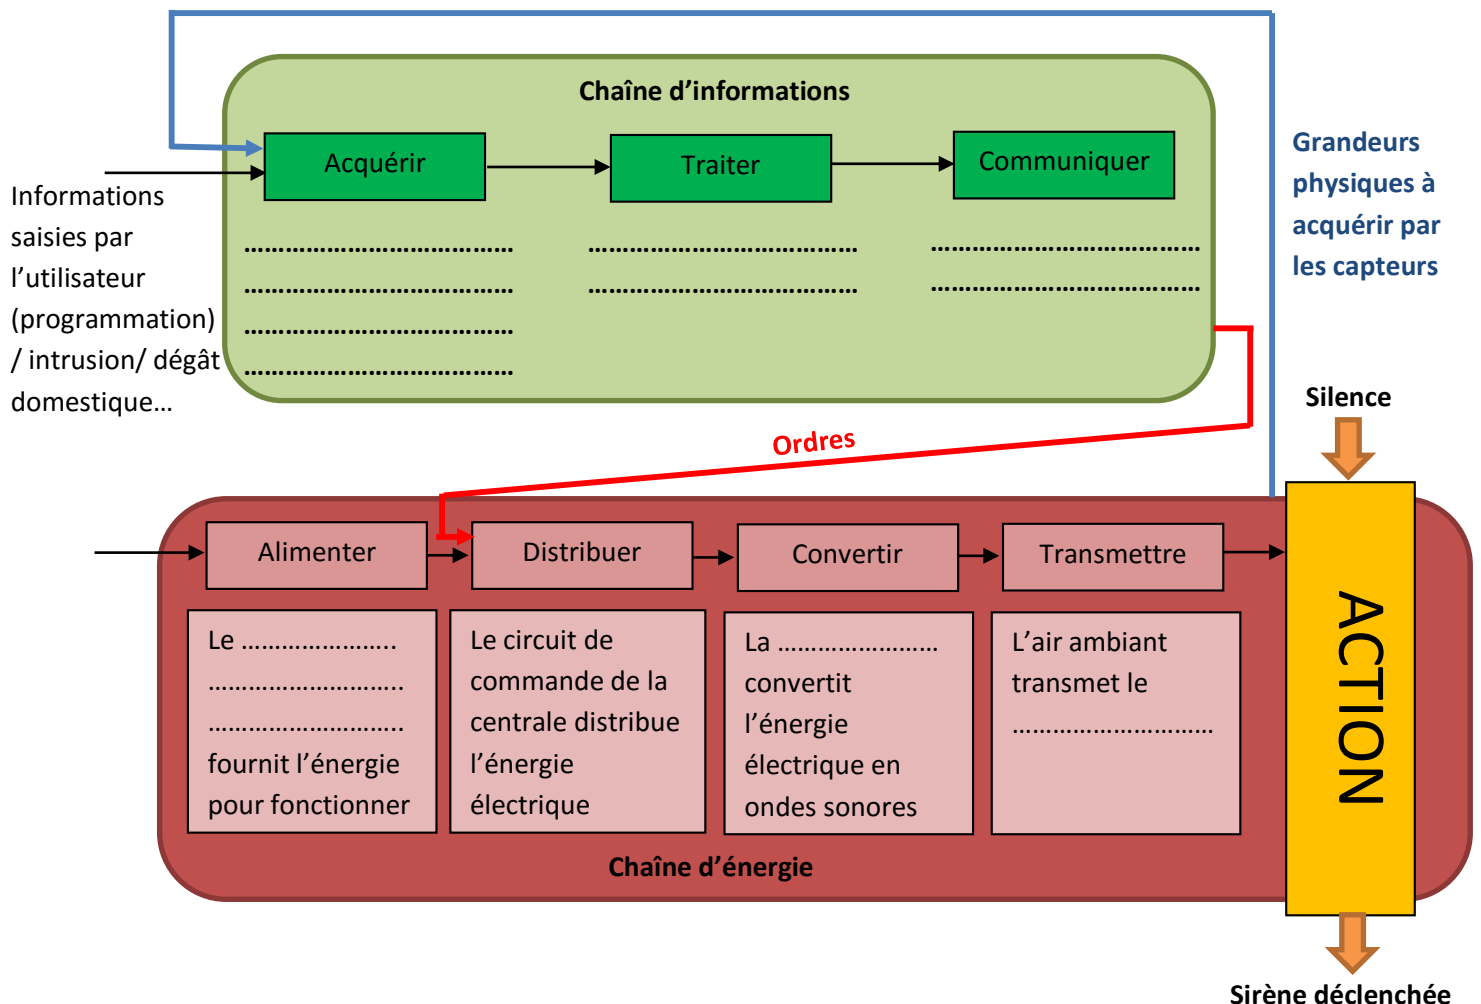 Chaîne d’informations
Acquérir
Traiter
Communiquer
……………………………………
……………………………………
……………………………………
……………………………………
……………………………………
……………………………………
……………………………………
……………………………………
Informations
saisies par
l’utilisateur
(programmation)
/ intrusion/ dégât
domestique…
Grandeurs
physiques à
acquérir par
les capteurs
Ordres
Silence
Alimenter
Distribuer
Convertir
Transmettre
Le …………………..
………………………..
………………………..
fournit l’énergie
pour fonctionner
Le circuit de
commande de la
centrale distribue
l’énergie
électrique
La ……………………
convertit
l’énergie
électrique en
ondes sonores
L’air ambiant
transmet le
…………………………
ACTION
Chaîne d’énergie
Sirène déclenchée